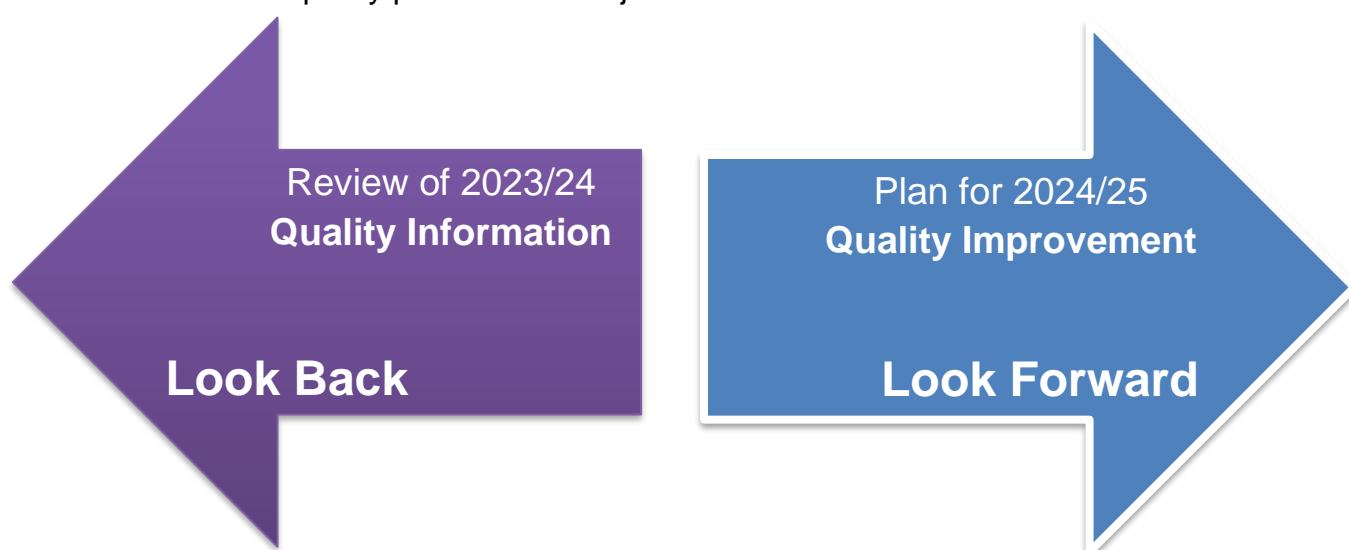 Review of 2023/24
Quality Information
Look Back
Plan for 2024/25
Quality Improvement
Look Forward